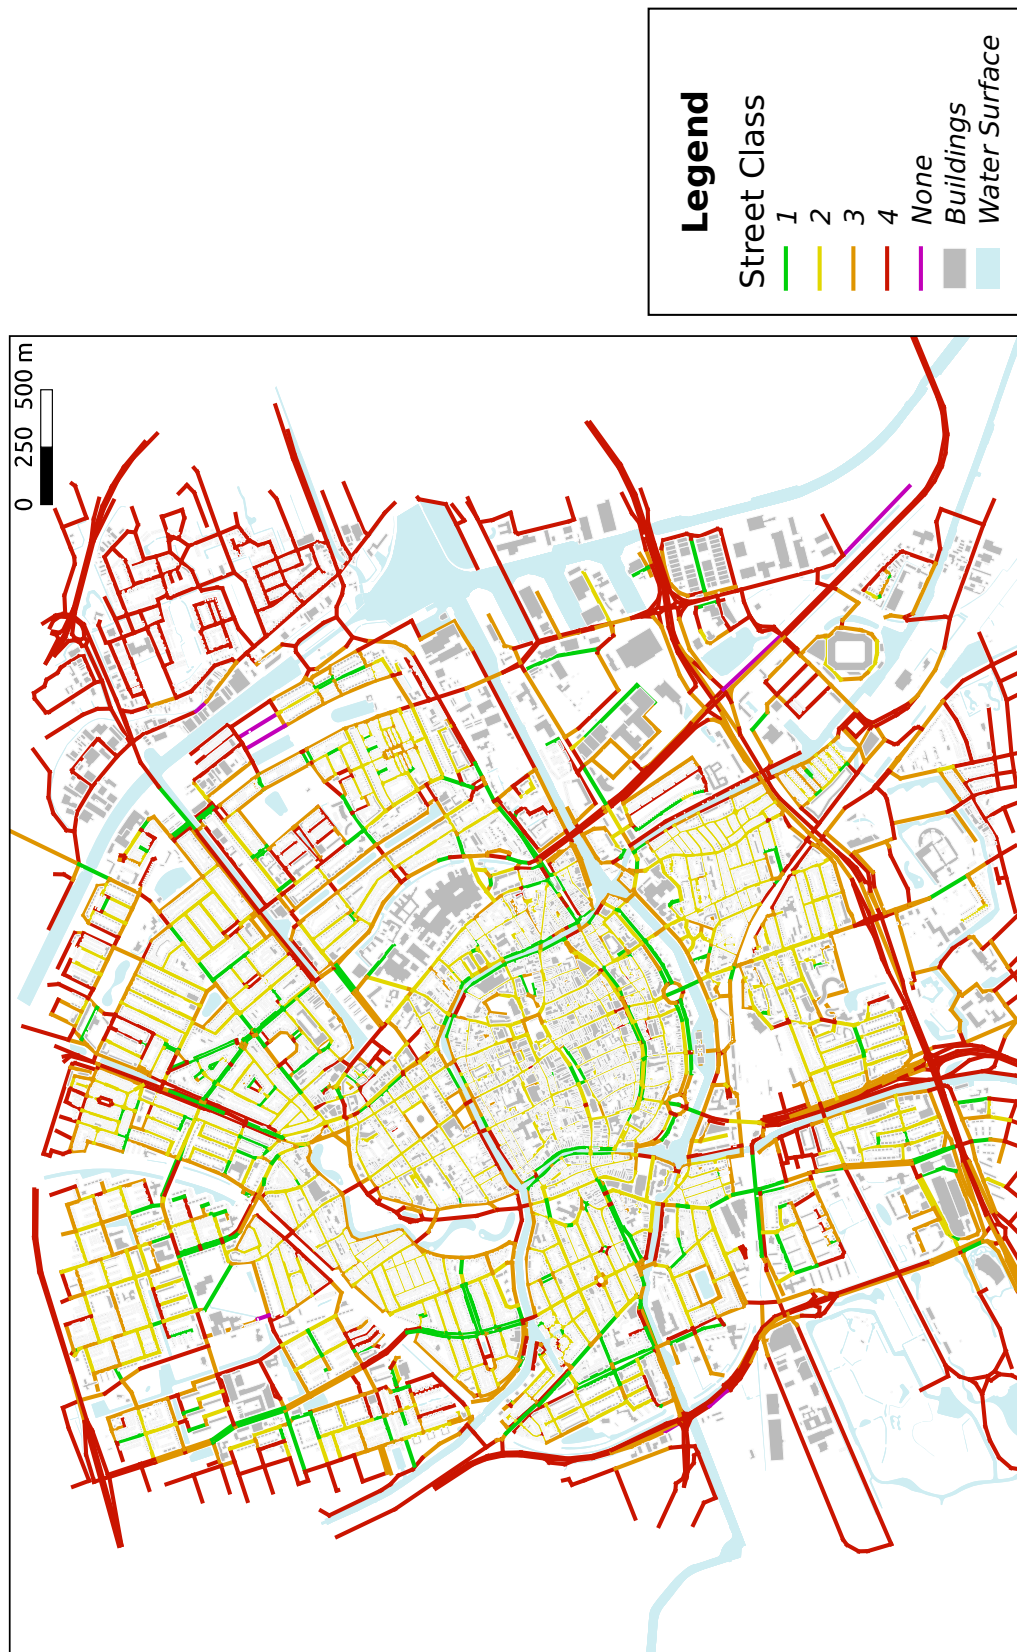 0 250 500 m
Legend
Street Class
1
2
3
4
None
Buildings
Water Surface